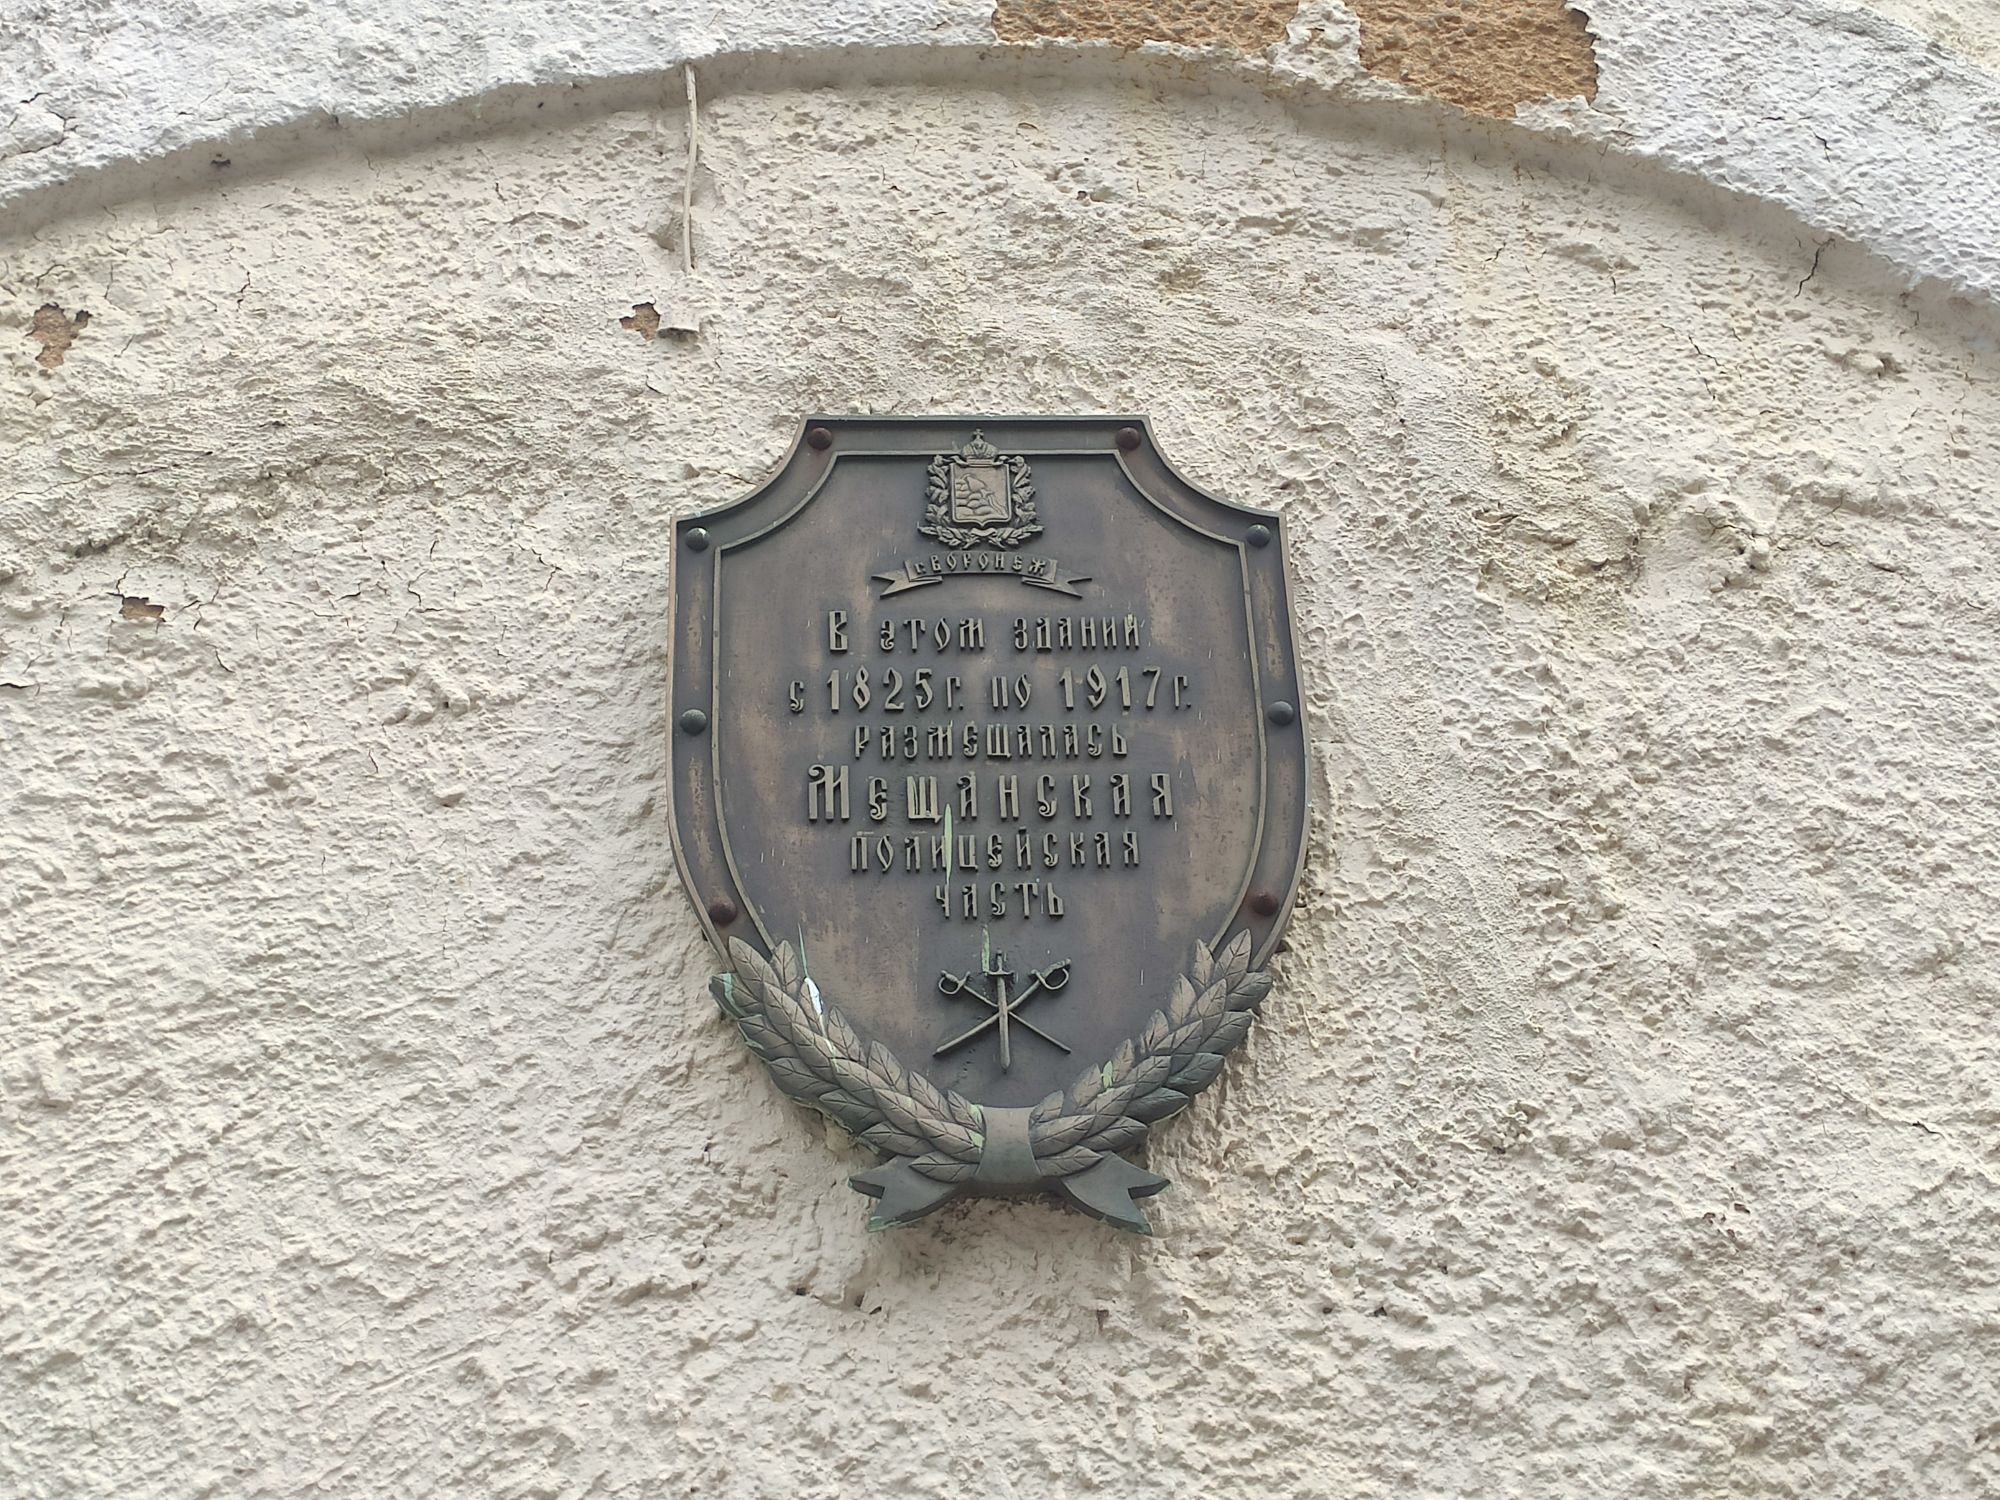 г. ВОРОНЕЖ
В этом здании
с 1825г. по 1917г.
размещалась
Мещанская
полицейская
часть